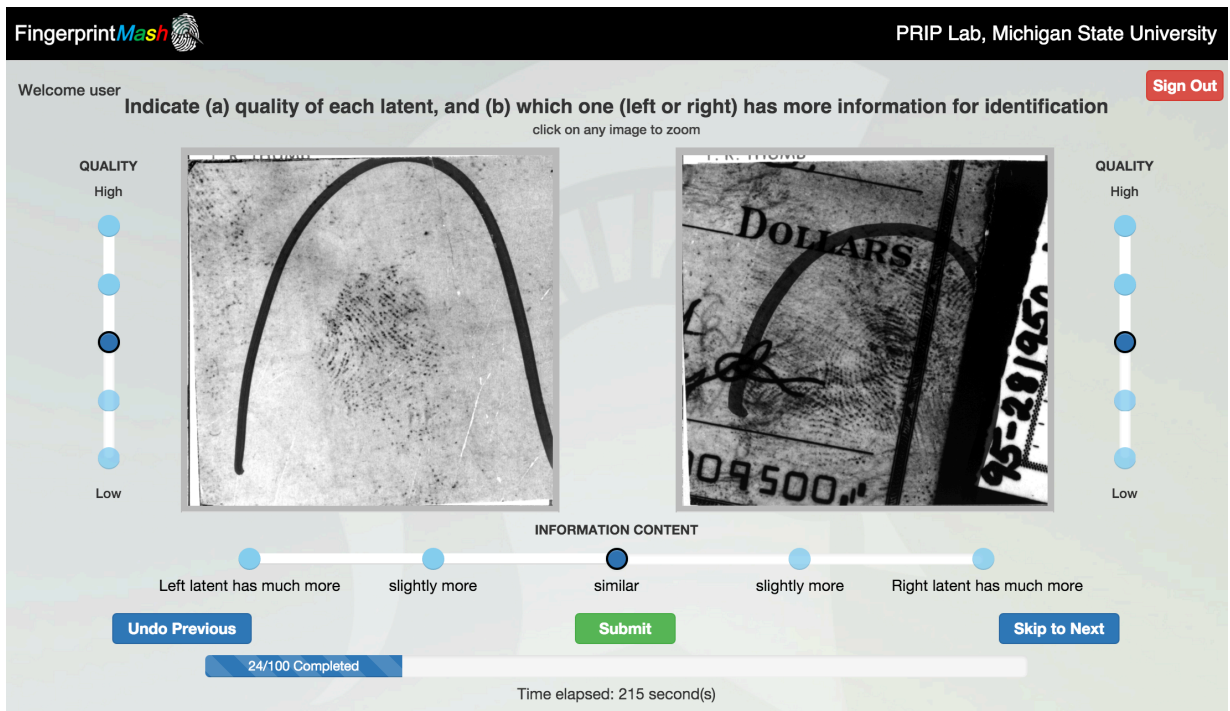 FingerprintMash
PRIP Lab, Michigan State University
Welcome user
Sign Out
Indicate (a) quality of each latent, and (b) which one (left or right) has more information for identification
click on any image to zoom
QUALITY
High
Low
DOLLARS
009500
95-281950
QUALITY
High
Low
INFORMATION CONTENT
Left latent has much more
slightly more
similar
slightly more
Right latent has much more
Undo Previous
Submit
Skip to Next
24/100 Completed
Time elapsed: 215 second(s)